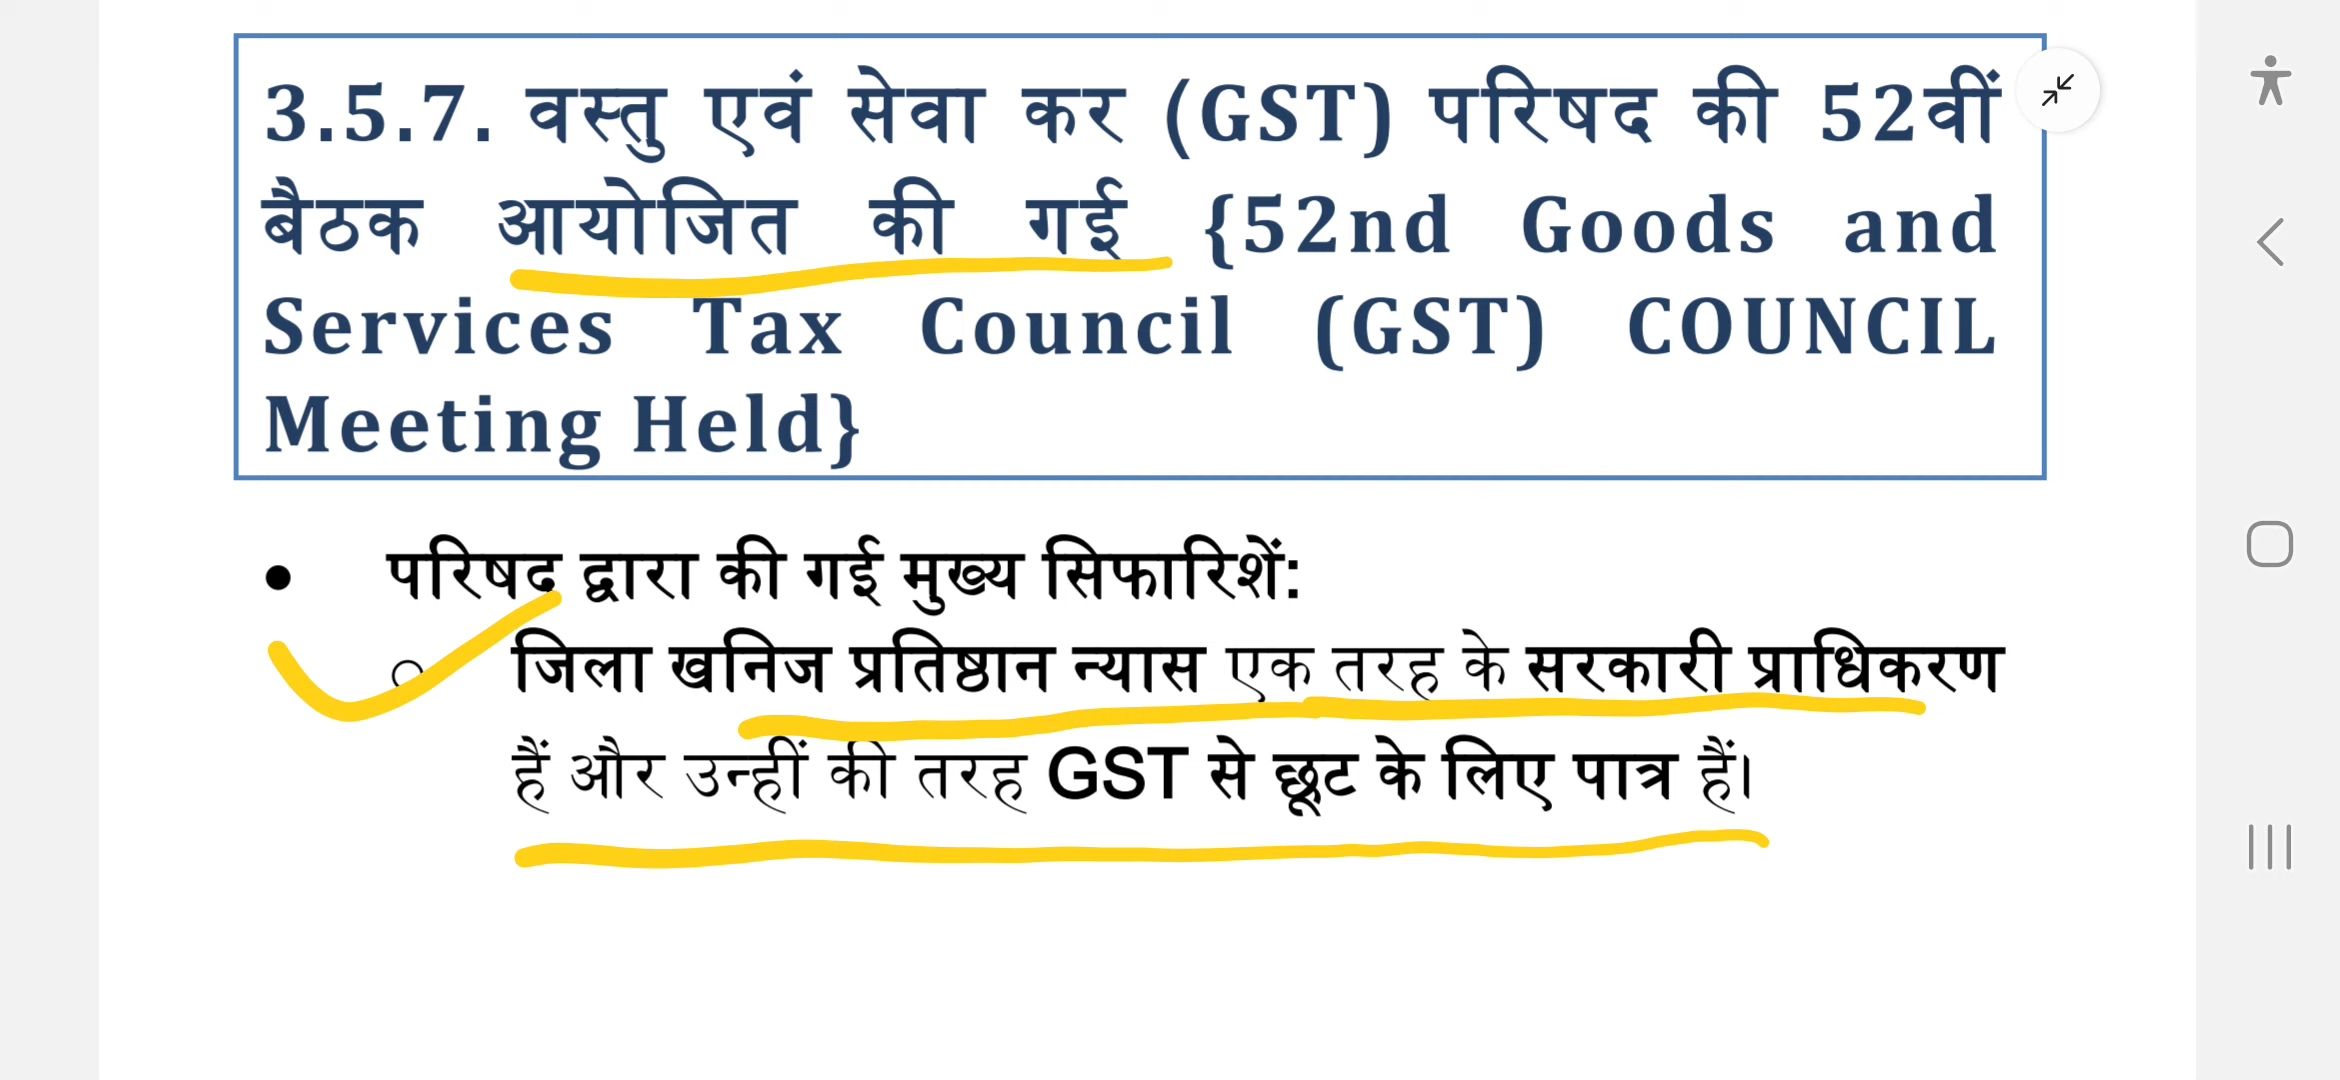 3.5.7. वस्तु एवं सेवा कर (GST) परिषद की 52वीं
बैठक आयोजित की गई {52nd Goods and
Services Tax Council (GST) COUNCIL
Meeting Held}
• परिषद द्वारा की गई मुख्य सिफारिशें:
○ जिला खनिज प्रतिष्ठान न्यास एक तरह के सरकारी प्राधिकरण
हैं और उन्हीं की तरह GST से छूट के लिए पात्र हैं।